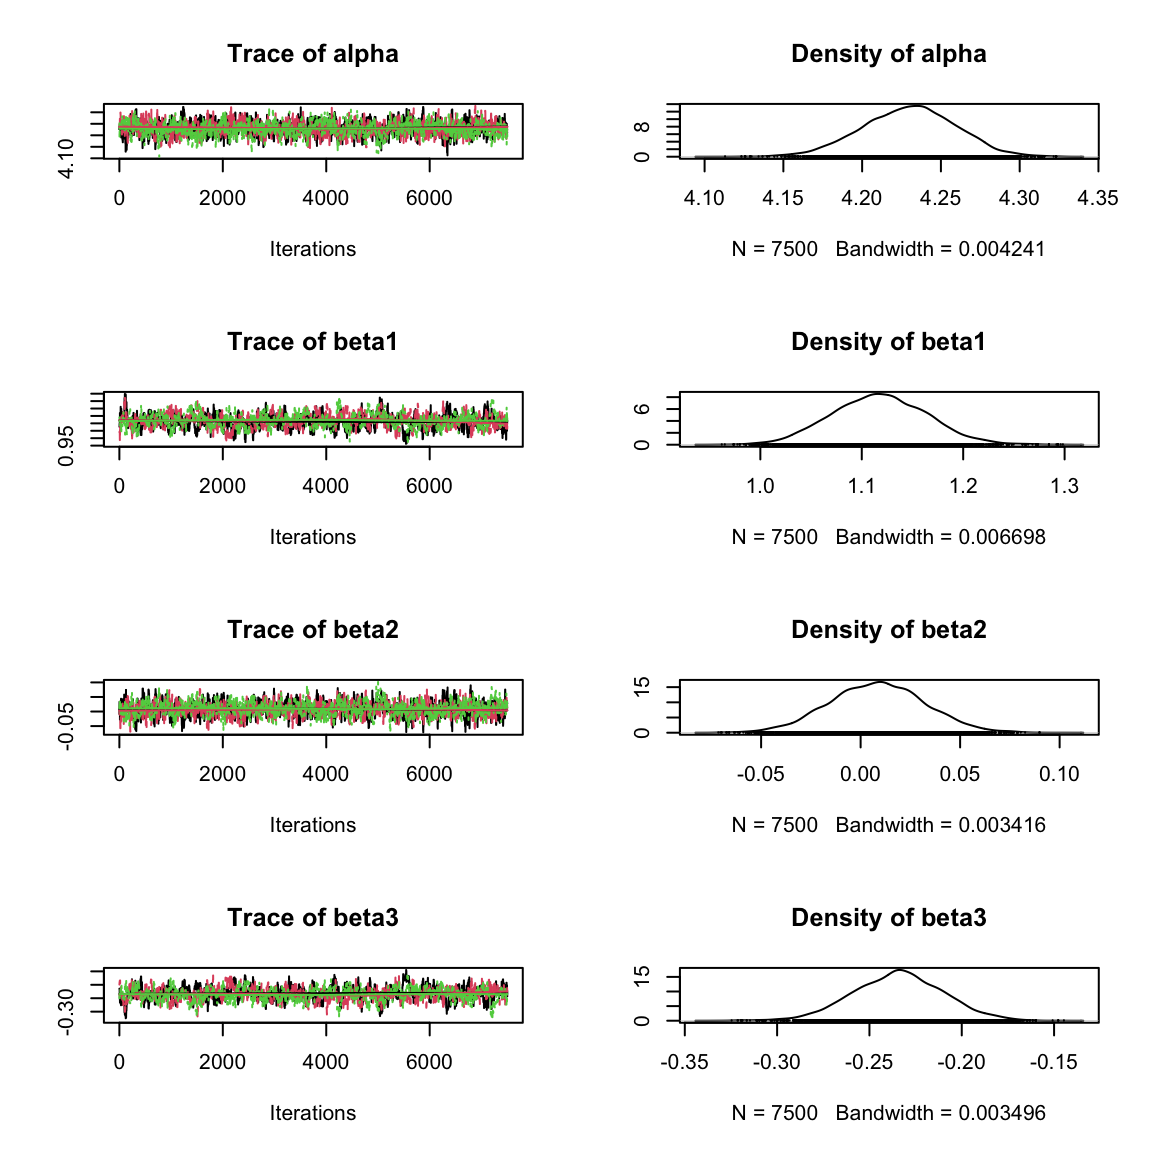 Trace of alpha
4.10
0 2000 4000 6000
Iterations
Density of alpha
0 8
4.10 4.15 4.20 4.25 4.30 4.35
N = 7500 Bandwidth = 0.004241
Trace of beta1
0.95
0 2000 4000 6000
Iterations
Density of beta1
0 6
1.0 1.1 1.2 1.3
N = 7500 Bandwidth = 0.006698
Trace of beta2
-0.05
0 2000 4000 6000
Iterations
Density of beta2
0 15
-0.05 0.00 0.05 0.10
N = 7500 Bandwidth = 0.003416
Trace of beta3
-0.30
0 2000 4000 6000
Iterations
Density of beta3
0 15
-0.35 -0.30 -0.25 -0.20 -0.15
N = 7500 Bandwidth = 0.003496